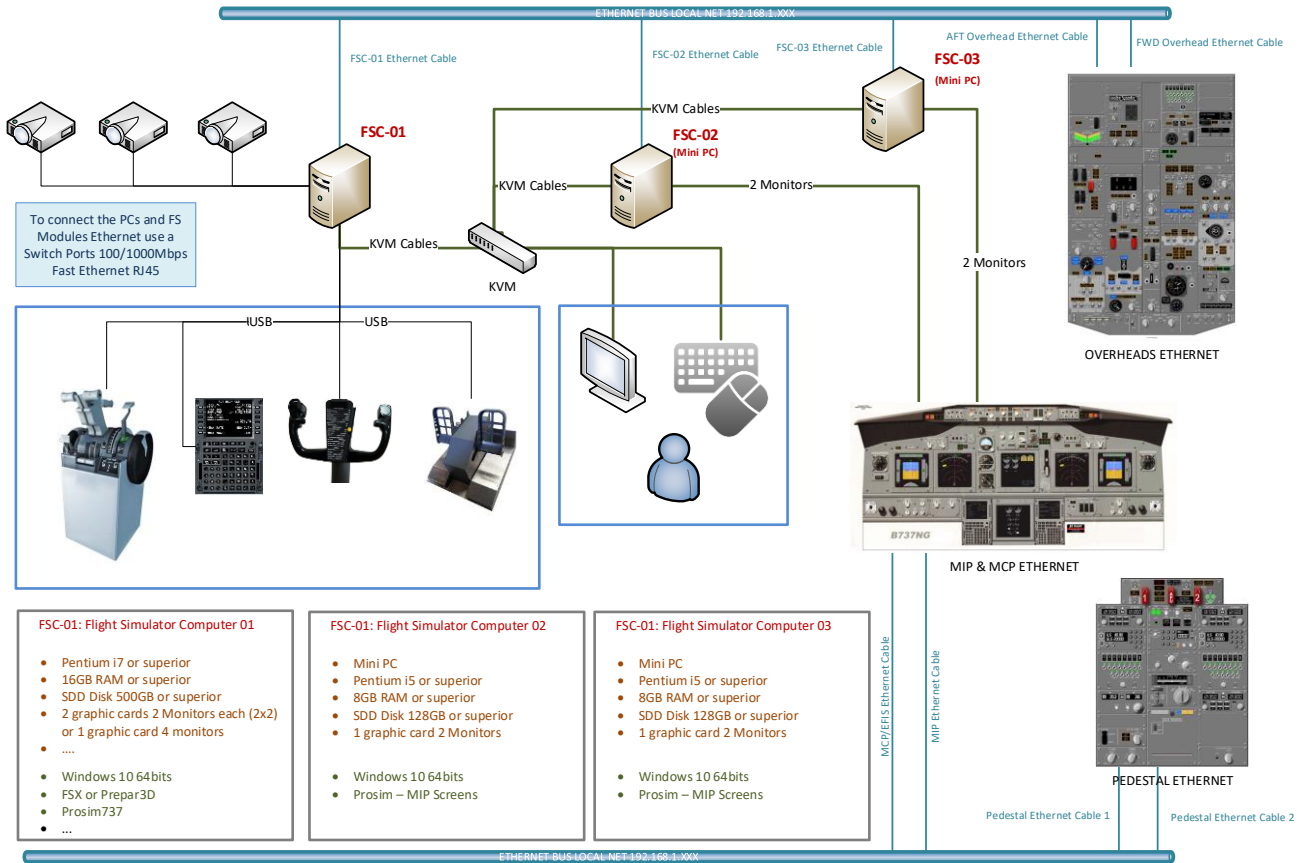 ETHERNET BUS LOCAL NET 192.168.1.XXX
FSC-01 Ethernet Cable
FSC-02 Ethernet Cable
FSC-03 Ethernet Cable
AFT Overhead Ethernet Cable
FWD Overhead Ethernet Cable
FSC-03
(Mini PC)
KVM Cables
FSC-01
FSC-02
(Mini PC)
KVM Cables
2 Monitors
To connect the PCs and FS
Modules Ethernet use a
Switch Ports 100/1000Mbps
Fast Ethernet RJ45
KVM Cables
KVM
2 Monitors
USB
USB
OVERHEADS ETHERNET
B737NG
MIP & MCP ETHERNET
FSC-01: Flight Simulator Computer 01
• Pentium i7 or superior
• 16GB RAM or superior
• SDD Disk 500GB or superior
• 2 graphic cards 2 Monitors each (2x2)
or 1 graphic card 4 monitors
• ....
• Windows 10 64bits
• FSX or Prepar3D
• Prosim737
• ...
FSC-01: Flight Simulator Computer 02
• Mini PC
• Pentium i5 or superior
• 8GB RAM or superior
• SDD Disk 128GB or superior
• 1 graphic card 2 Monitors
• Windows 10 64bits
• Prosim – MIP Screens
FSC-01: Flight Simulator Computer 03
• Mini PC
• Pentium i5 or superior
• 8GB RAM or superior
• SDD Disk 128GB or superior
• 1 graphic card 2 Monitors
• Windows 10 64bits
• Prosim – MIP Screens
MCP/EFIS Ethernet Cable
MIP Ethernet Cable
1
2
PEDESTAL ETHERNET
Pedestal Ethernet Cable 1
Pedestal Ethernet Cable 2
ETHERNET BUS LOCAL NET 192.168.1.XXX